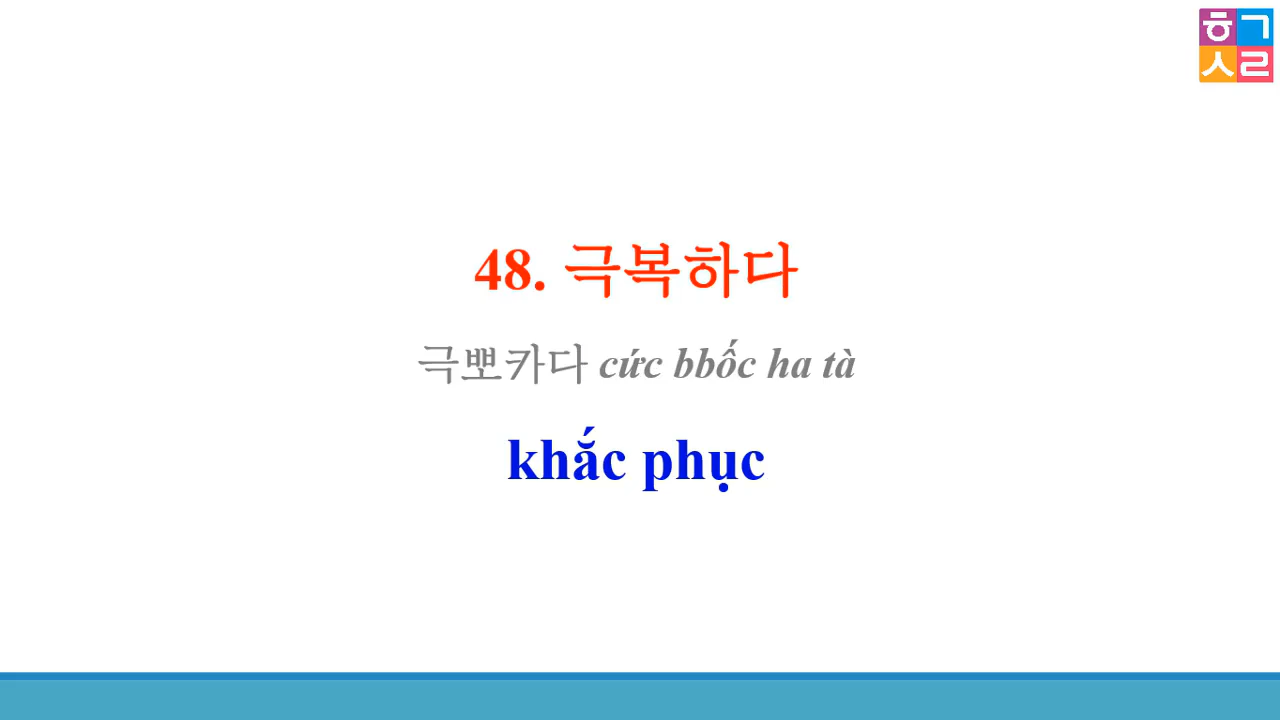 ㅎㄱ
ㅅㄹ
48. 극복하다
극뽀카다 cức bbốc ha tà
khắc phục